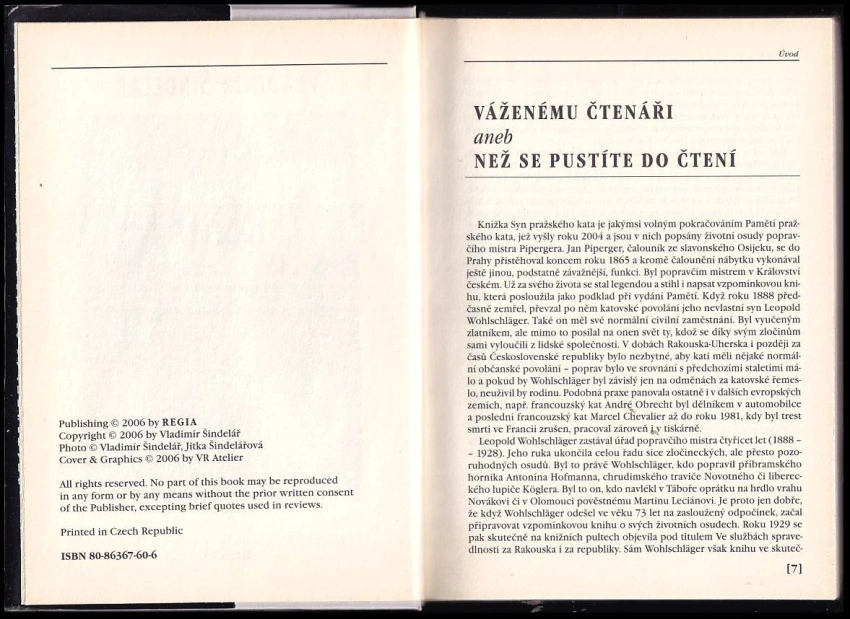 Publishing © 2006 by REGIA
Copyright © 2006 by Vladimír Šindelář
Photo © Vladimír Šindelář, Jitka Šindelářová
Cover & Graphics © 2006 by VR Atelier
All rights reserved. No part of this book may be reproduced
in any form or by any means without the prior written consent
of the Publisher, excepting brief quotes used in reviews.
Printed in Czech Republic
ISBN 80-86367-60-6
Úvod
VÁŽENÉMU ČTENÁŘI
aneb
NEŽ SE PUSTÍTE DO ČTENÍ
Knížka Syn pražského kata je jakýmsi volným pokračováním Pamětí praž-
ského kata, jež vyšly roku 2004 a jsou v nich popsány životní osudy poprav-
čího mistra Pipergera. Jan Piperger, čalouník ze slavonského Osijeku, se do
Prahy přistěhoval koncem roku 1865 a kromě čalounění nábytku vykonával
ještě jinou, podstatně závažnější, funkci. Byl popravčím mistrem v Království
českém. Už za svého života se stal legendou a stihl i napsat vzpomínkovou kni-
hu, která posloužila jako podklad při vydání Pamětí. Když roku 1888 před-
časně zemřel, převzal po něm katovské povolání jeho nevlastní syn Leopold
Wohlschläger. Také on měl své normální civilní zaměstnání. Byl vyučeným
zlatníkem, ale mimo to posílal na onen svět ty, kdož se díky svým zločinům
sami vyloučili z lidské společnosti. V dobách Rakouska-Uherska i později za
časů Československé republiky bylo nezbytné, aby kati měli nějaké normál-
ní občanské povolání – poprav bylo ve srovnání s předchozími staletími má-
lo a pokud by Wohlschläger byl závislý jen na odměnách za katovské řemes-
lo, neuživil by rodinu. Podobná praxe panovala ostatně i v dalších evropských
zemích, např. francouzský kat André Obrecht byl dělníkem v automobilce
a poslední francouzský kat Marcel Chevalier až do roku 1981, kdy byl trest
smrti ve Francii zrušen, pracoval zároveň i v tiskárně.
Leopold Wohlschläger zastával úřad popravčího mistra čtyřicet let (1888 –
– 1928). Jeho ruka ukončila celou řadu sice zločineckých, ale přesto pozo-
ruhodných osudů. Byl to právě Wohlschläger, kdo popravil příbramského
horníka Antonína Hofmanna, chrudimského traviče Novotného či liberec-
kého lupiče Köglera. Byl to on, kdo navlékl v Táboře oprátku na hrdlo vrahu
Novákovi či v Olomouci pověstnému Martinu Leciánovi. Je proto jen dobře,
že když Wohlschläger odešel ve věku 73 let na zasloužený odpočinek, začal
připravovat vzpomínkovou knihu o svých životních osudech. Roku 1929 se
pak skutečně na knižních pultech objevila pod titulem Ve službách sprave-
dlnosti za Rakouska i za republiky. Sám Wohlschläger však knihu ve skuteč-
[7]